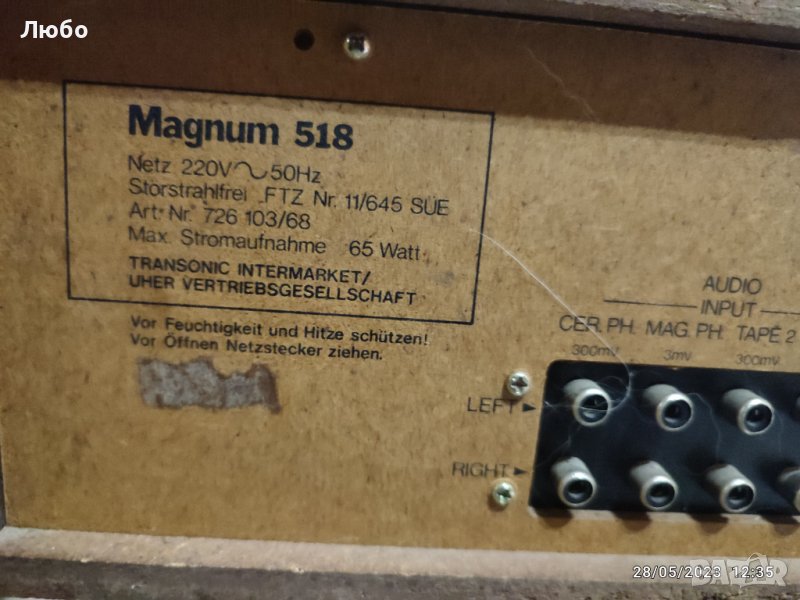 Любо
Magnum 518
Netz 220V~50Hz
Störstrahlfrei FTZ Nr. 11/645 SÜE
Art. Nr. 726 103/68
Max. Stromaufnahme 65 Watt
TRANSONIC INTERMARKET/
UHER VERTRIEBSGESELLSCHAFT
Vor Feuchtigkeit und Hitze schützen!
Vor Öffnen Netzstecker ziehen.
AUDIO
INPUT
CER. PH. MAG. PH. TAPE 2
300mV 3mV 300mV
LEFT
RIGHT
28/05/2023 12:35
BAZAR